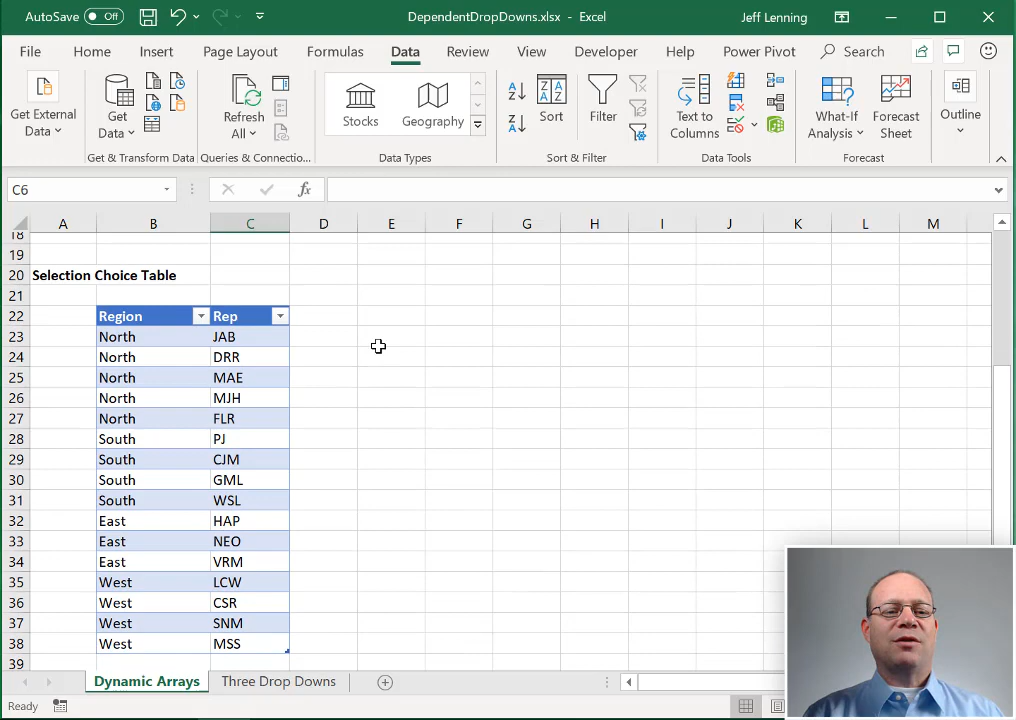 AutoSave Off DependentDropDowns.xlsx - Excel Jeff Lenning
File Home Insert Page Layout Formulas Data Review View Developer Help Power Pivot Search
Get External Data
Get Data
Refresh All
Stocks
Geography
Sort
Filter
Text to Columns
What-If Analysis
Forecast Sheet
Outline
Get & Transform Data Queries & Connectio... Data Types Sort & Filter Data Tools Forecast
C6 fx
A B C D E F G H I J K L M
18
19
20 Selection Choice Table
21
22 Region Rep
23 North JAB
24 North DRR
25 North MAE
26 North MJH
27 North FLR
28 South PJ
29 South CJM
30 South GML
31 South WSL
32 East HAP
33 East NEO
34 East VRM
35 West LCW
36 West CSR
37 West SNM
38 West MSS
39
Dynamic Arrays Three Drop Downs
Ready